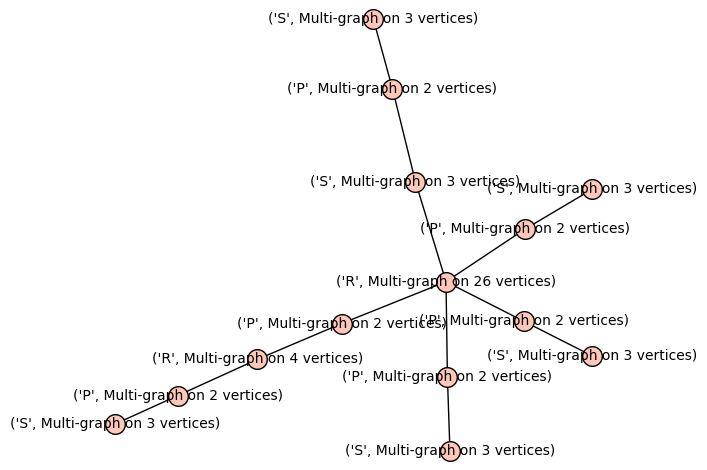 ('S', Multi-graph on 3 vertices)
('P', Multi-graph on 2 vertices)
('S', Multi-graph on 3 vertices)
('S', Multi-graph on 3 vertices)
('P', Multi-graph on 2 vertices)
('R', Multi-graph on 26 vertices)
('P', Multi-graph on 2 vertices)
('P', Multi-graph on 2 vertices)
('R', Multi-graph on 4 vertices)
('S', Multi-graph on 3 vertices)
('P', Multi-graph on 2 vertices)
('P', Multi-graph on 2 vertices)
('S', Multi-graph on 3 vertices)
('S', Multi-graph on 3 vertices)